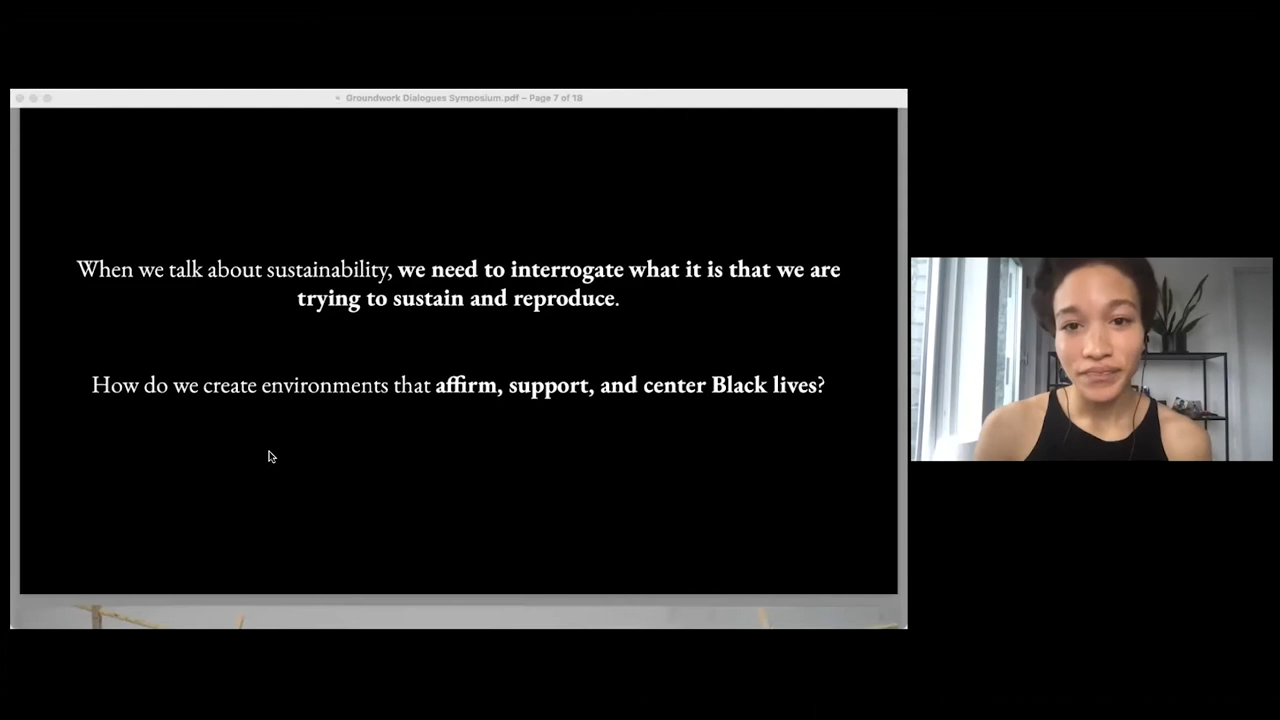 Groundwork Dialogues Symposium.pdf – Page 7 of 18
When we talk about sustainability, we need to interrogate what it is that we are
trying to sustain and reproduce.
How do we create environments that affirm, support, and center Black lives?